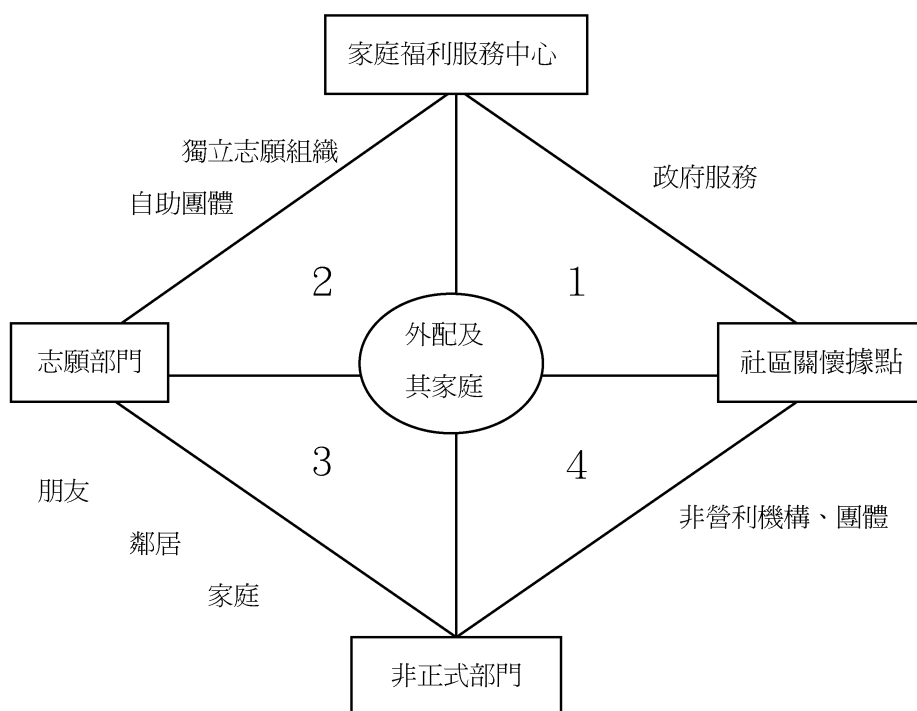 家庭福利服務中心
獨立志願組織
政府服務
自助團體
2
1
外配及
其家庭
志願部門
社區關懷據點
3
4
朋友
非營利機構、團體
鄰居
家庭
非正式部門